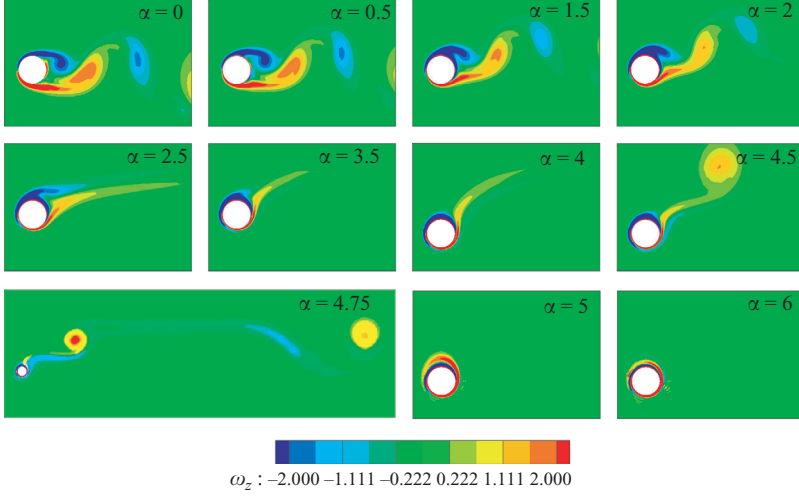 α = 0
α = 0.5
α = 1.5
α = 2
α = 2.5
α = 3.5
α = 4
α = 4.5
α = 4.75
α = 5
α = 6
ω_z : –2.000 –1.111 –0.222 0.222 1.111 2.000